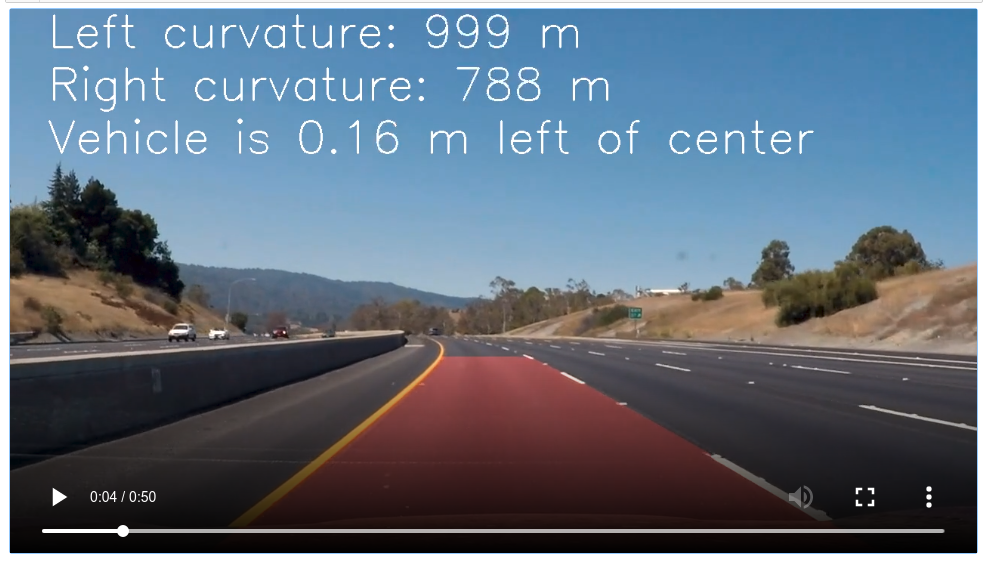 Left curvature: 999 m
Right curvature: 788 m
Vehicle is 0.16 m left of center
0:04 / 0:50